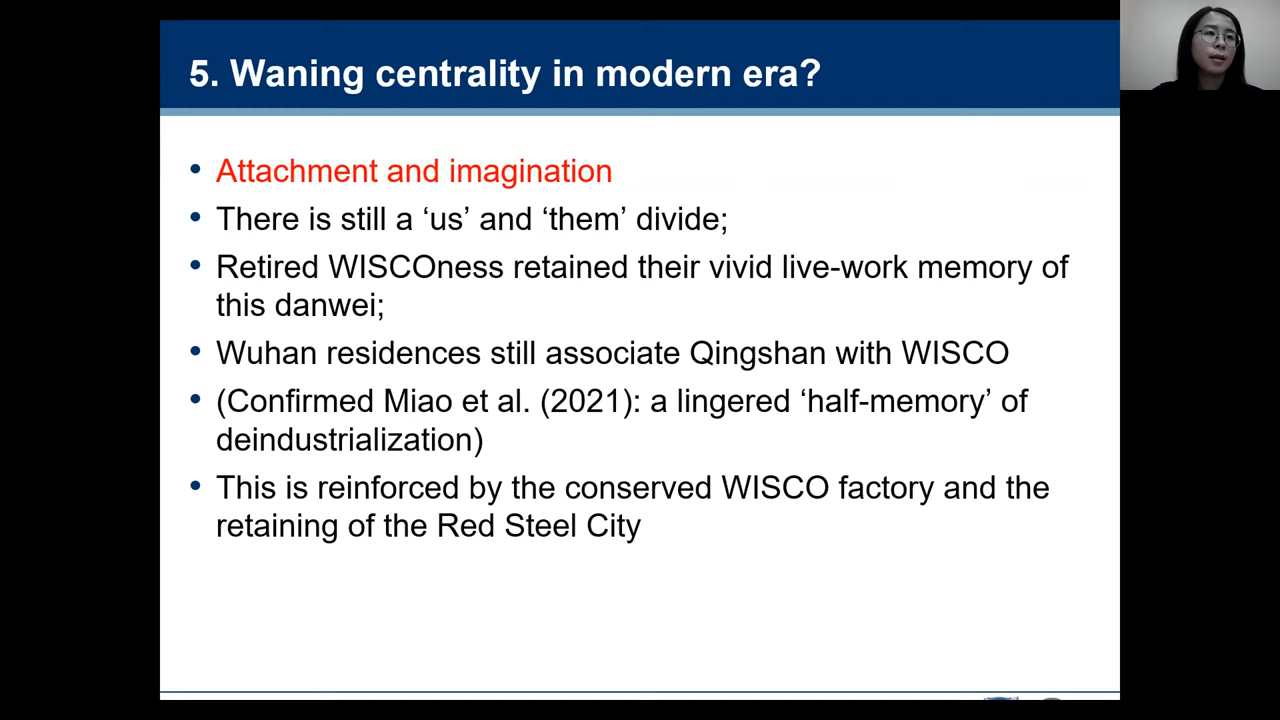 5. Waning centrality in modern era?
• Attachment and imagination
• There is still a ‘us’ and ‘them’ divide;
• Retired WISCOness retained their vivid live-work memory of
this danwei;
• Wuhan residences still associate Qingshan with WISCO
• (Confirmed Miao et al. (2021): a lingered ‘half-memory’ of
deindustrialization)
• This is reinforced by the conserved WISCO factory and the
retaining of the Red Steel City